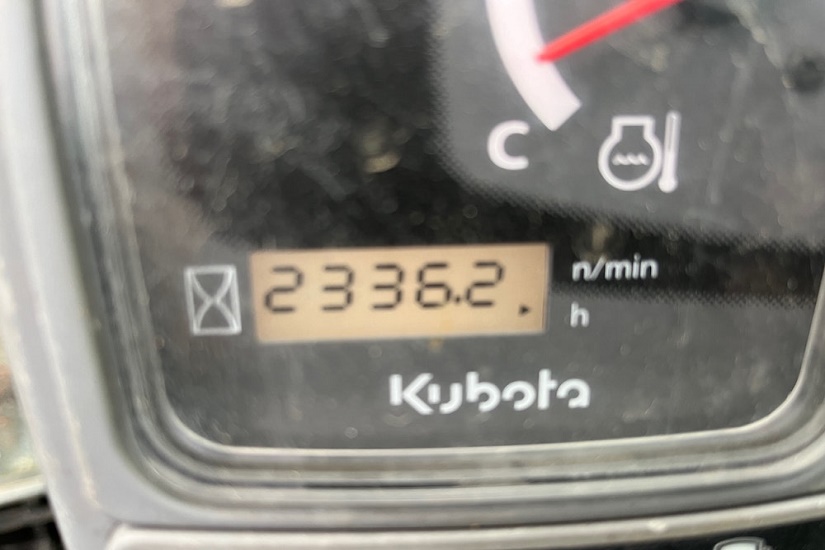 C
2336.2
n/min
h
Kubota